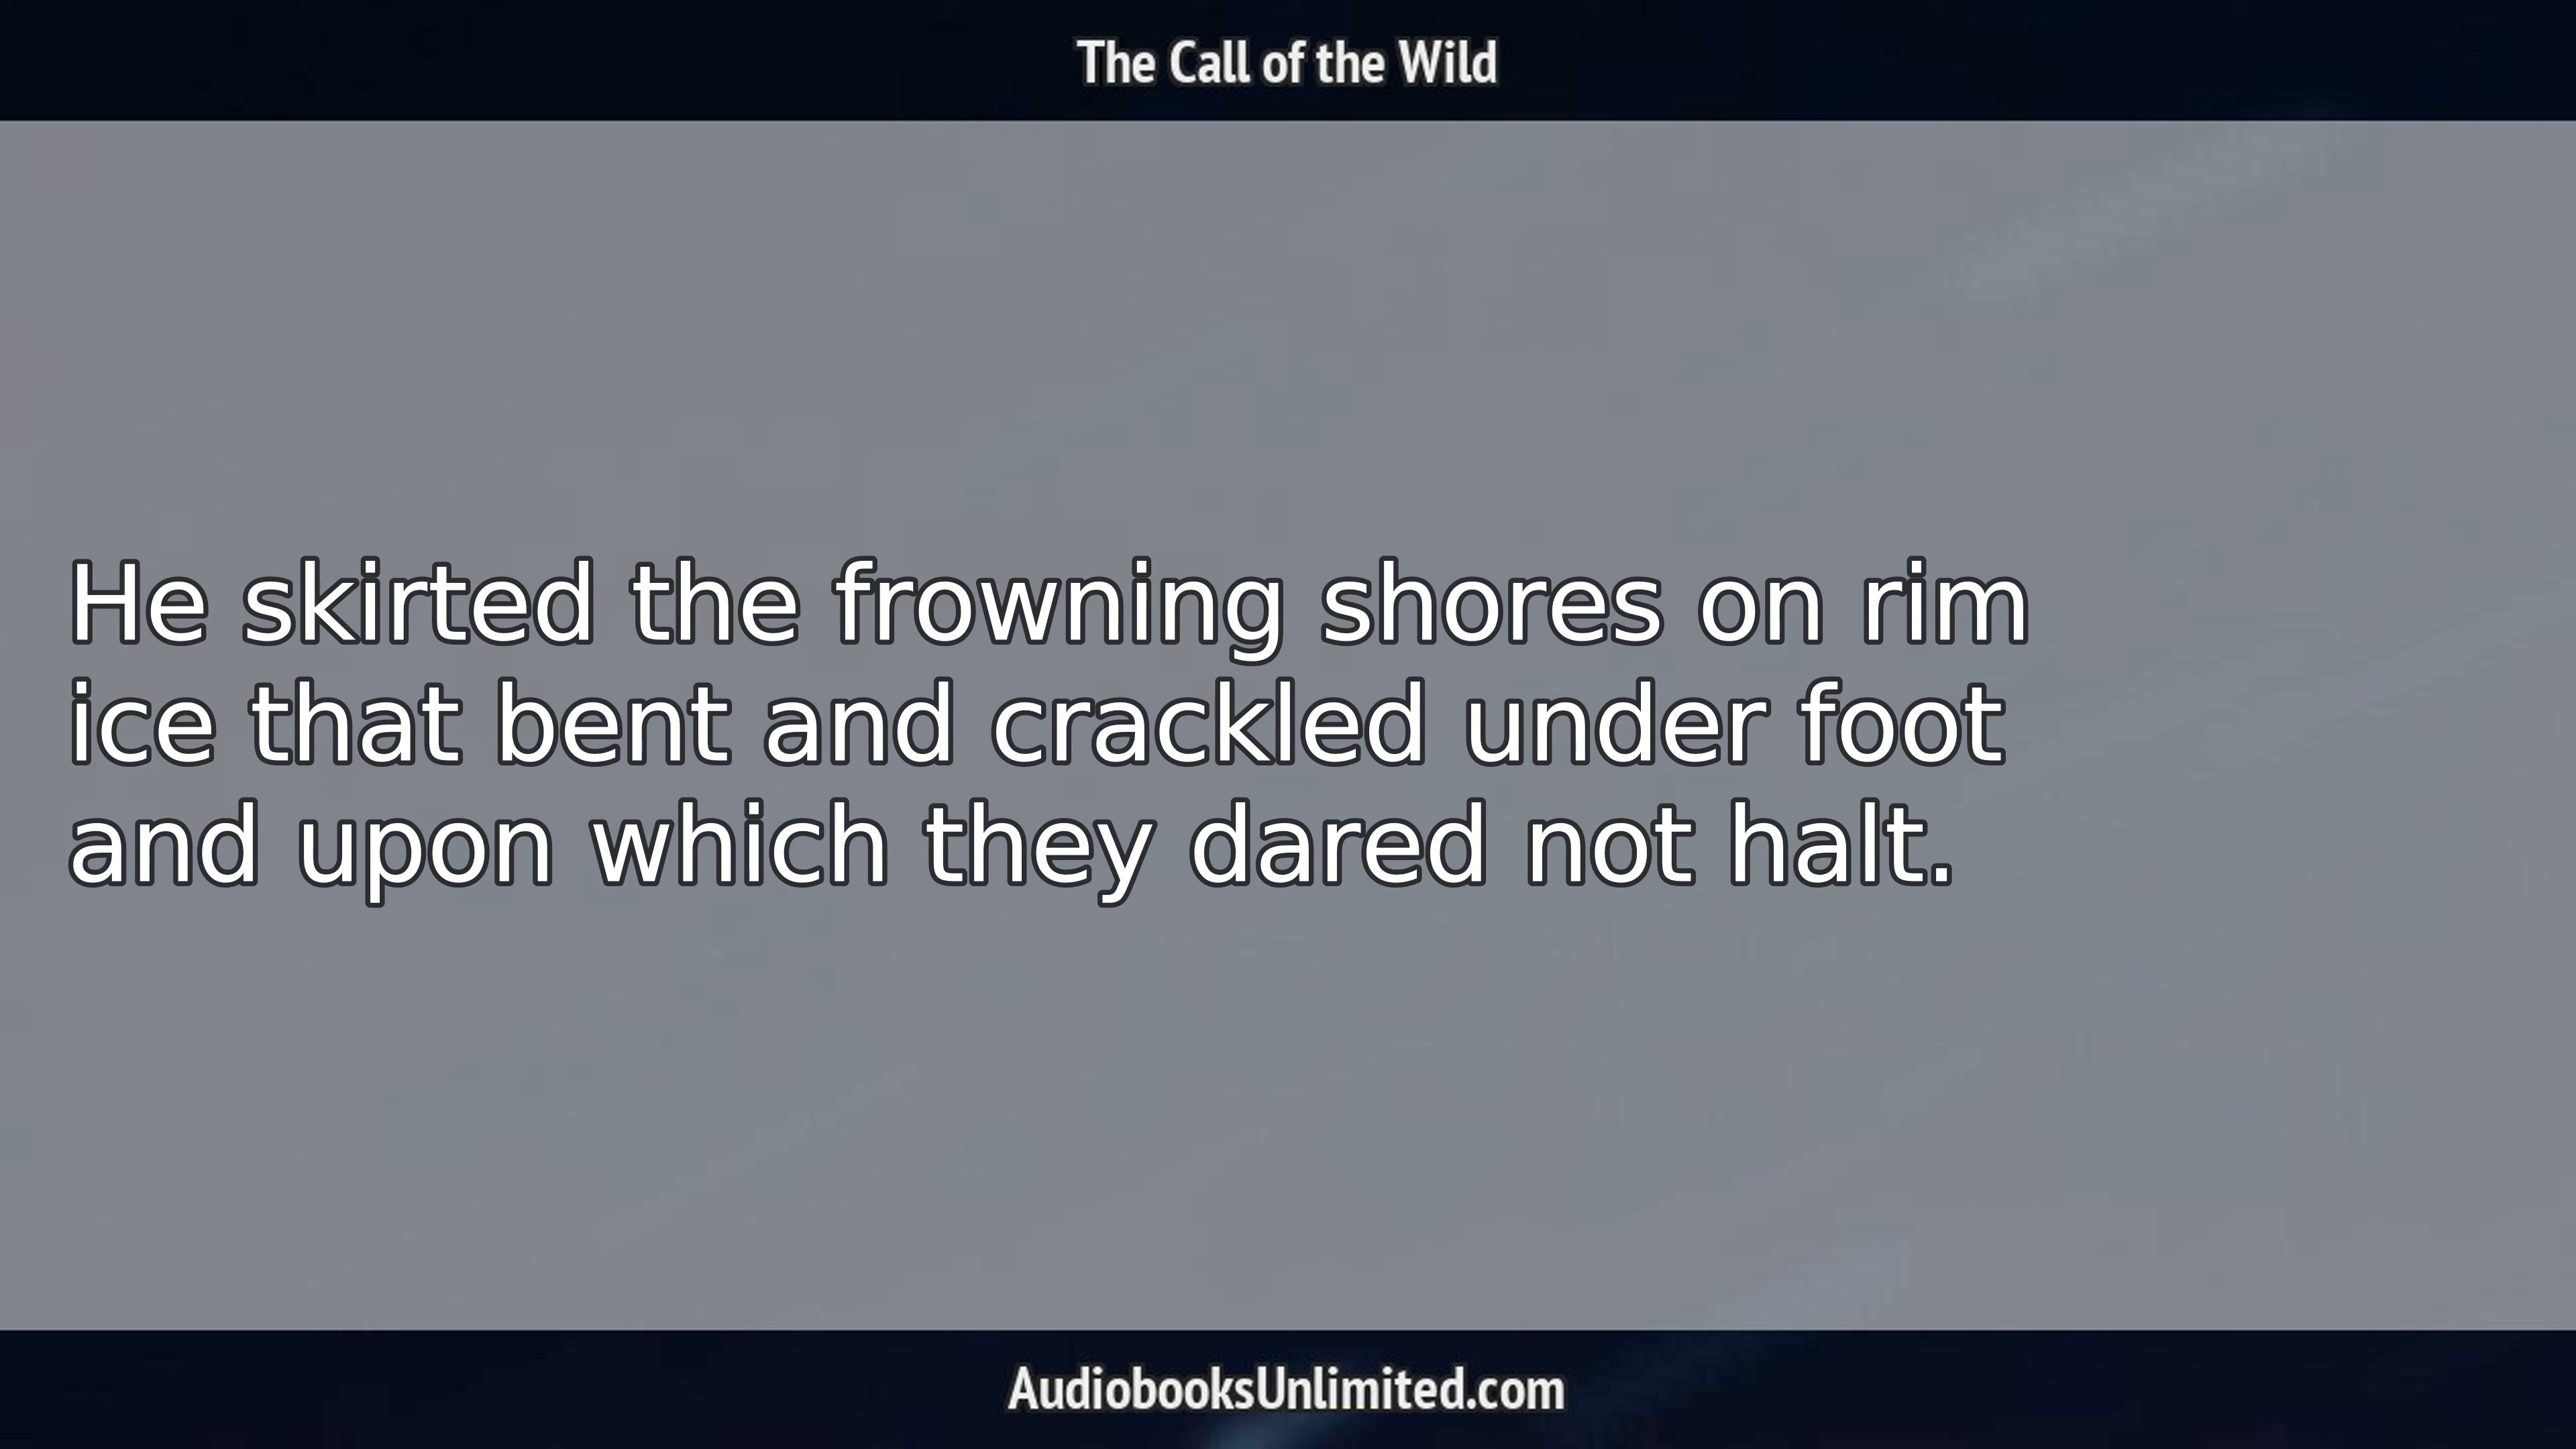 The Call of the Wild
He skirted the frowning shores on rim
ice that bent and crackled under foot
and upon which they dared not halt.
AudiobooksUnlimited.com